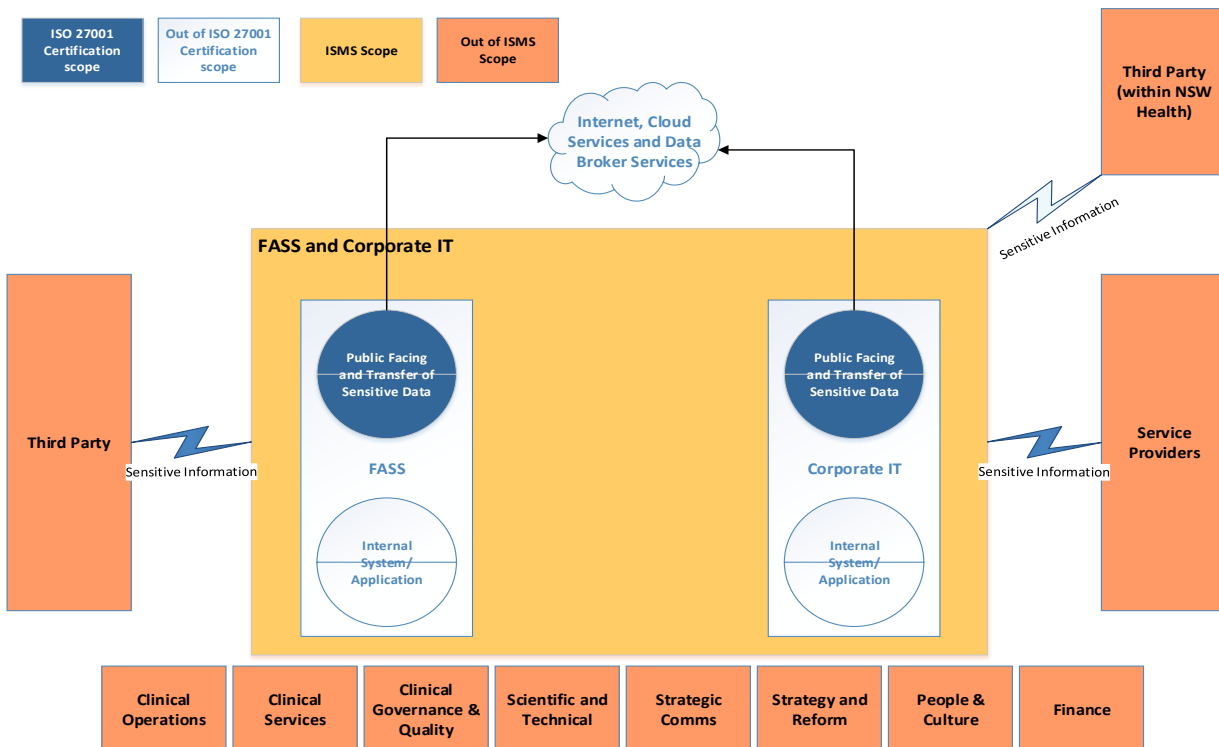 ISO 27001
Certification
scope
Out of ISO 27001
Certification
scope
ISMS Scope
Out of ISMS
Scope
Third Party
(within NSW
Health)
Internet, Cloud
Services and Data
Broker Services
Sensitive Information
FASS and Corporate IT
Public Facing
and Transfer of
Sensitive Data
Public Facing
and Transfer of
Sensitive Data
Third Party
Sensitive Information
FASS
Corporate IT
Sensitive Information
Service
Providers
Internal
System/
Application
Internal
System/
Application
Clinical
Operations
Clinical
Services
Clinical
Governance &
Quality
Scientific and
Technical
Strategic
Comms
Strategy and
Reform
People &
Culture
Finance